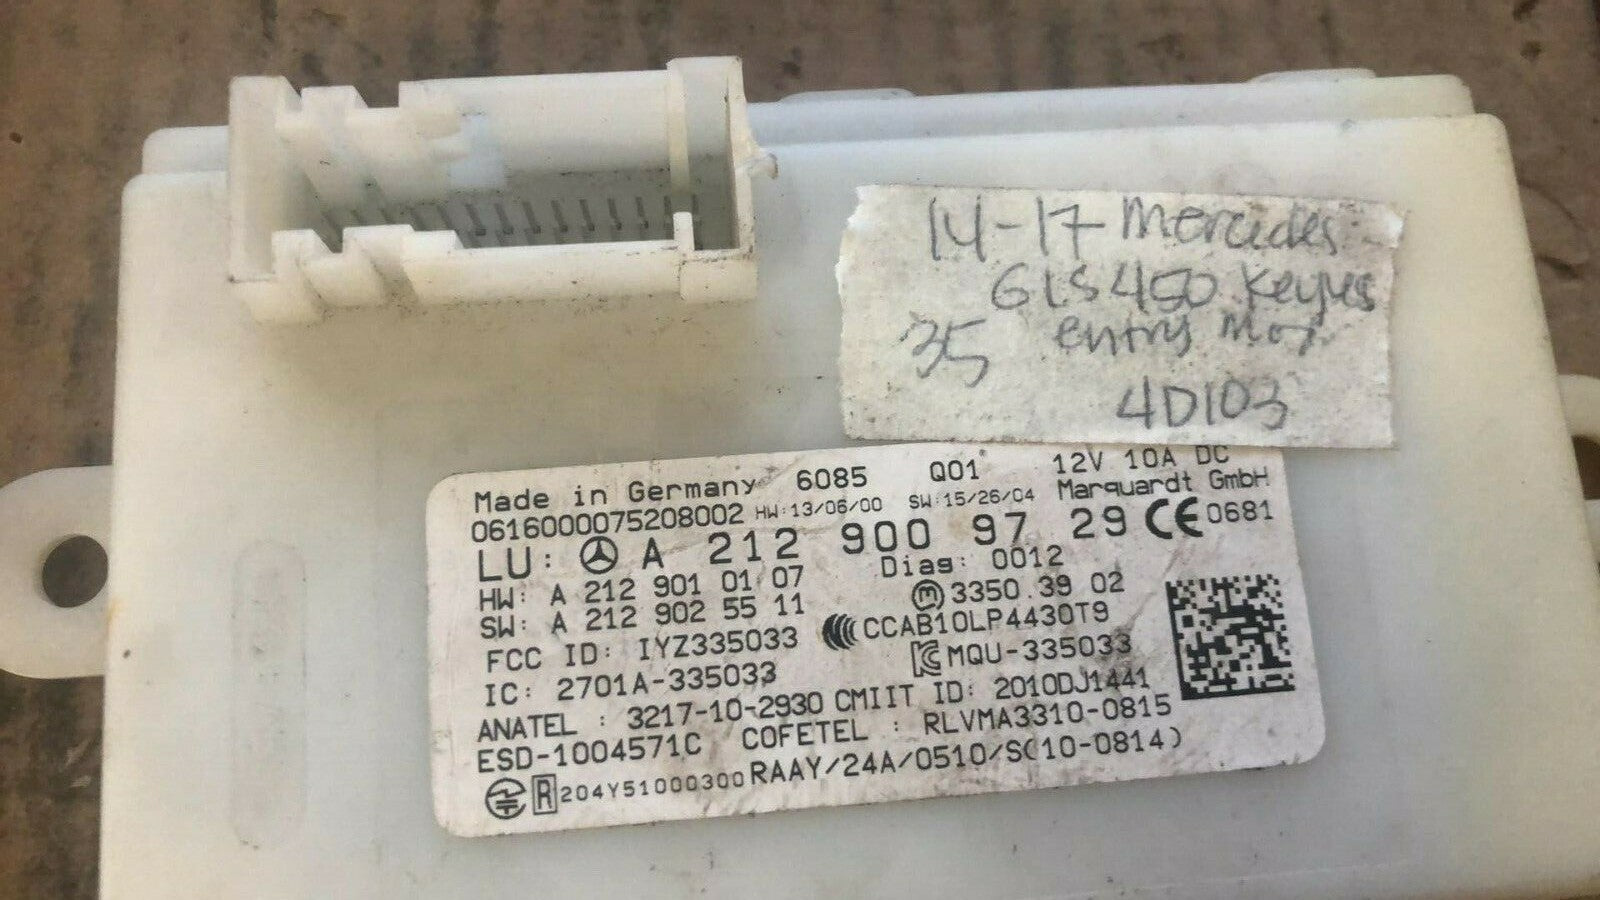 14-17 Mercedes
GLS450 Keyles
35 entry Mo
4D103
Made in Germany 6085 Q01 12V 10A DC
0616000075208002 HW:13/06/00 SW:15/26/04 Marquardt GmbH
LU: A 212 900 97 29 CE 0681
HW: A 212 901 01 07 Diag: 0012
SW: A 212 902 55 11 3350.39 02
FCC ID: IYZ335033 CCAB10LP4430T9
IC: 2701A-335033 MQU-335033
ANATEL : 3217-10-2930 CMIIT ID: 2010DJ1441
ESD-1004571C COFETEL : RLVMA3310-0815
R 204Y51000300 RAAY/24A/0510/S(10-0814)